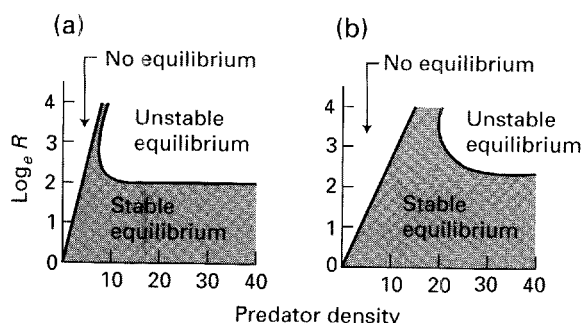 (a)
No equilibrium
4
3
2
1
0
Log_e R
Unstable
equilibrium
Stable
equilibrium
10 20 30 40
(b)
No equilibrium
4
3
2
1
0
Unstable
equilibrium
Stable
equilibrium
10 20 30 40
Predator density